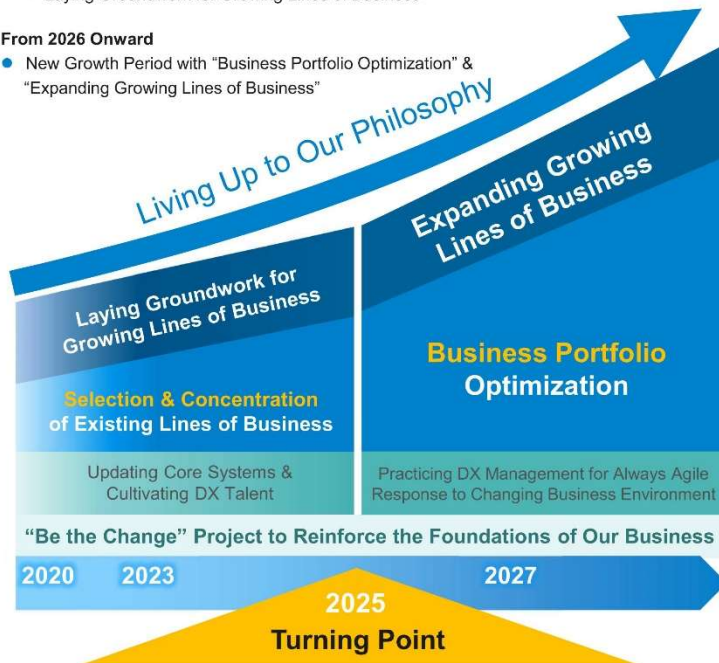 From 2026 Onward
● New Growth Period with “Business Portfolio Optimization” &
“Expanding Growing Lines of Business”
Living Up to Our Philosophy
Expanding Growing
Lines of Business
Laying Groundwork for
Growing Lines of Business
Business Portfolio
Optimization
Selection & Concentration
of Existing Lines of Business
Updating Core Systems &
Cultivating DX Talent
Practicing DX Management for Always Agile
Response to Changing Business Environment
“Be the Change” Project to Reinforce the Foundations of Our Business
2020 2023 2027
2025
Turning Point